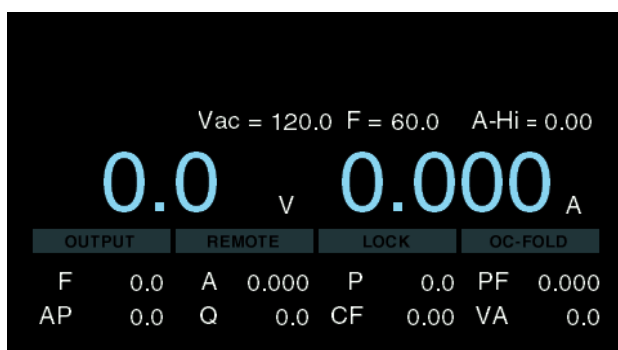 Vac = 120.0 F = 60.0 A-Hi = 0.00
0.0 V 0.000 A
OUTPUT REMOTE LOCK OC-FOLD
F 0.0 A 0.000 P 0.0 PF 0.000
AP 0.0 Q 0.0 CF 0.00 VA 0.0